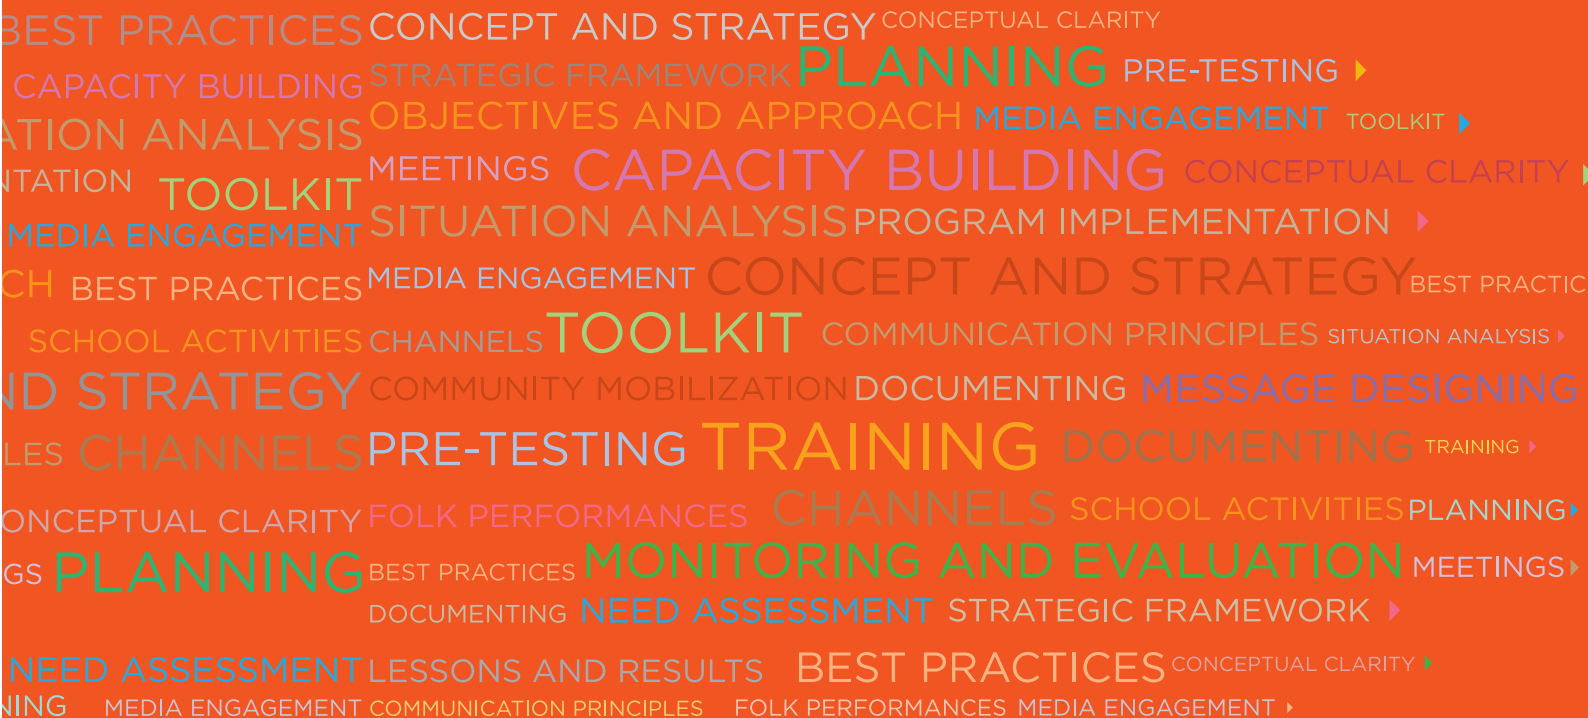 BEST PRACTICES CONCEPT AND STRATEGY CONCEPTUAL CLARITY
CAPACITY BUILDING STRATEGIC FRAMEWORK PLANNING PRE-TESTING
ATION ANALYSIS OBJECTIVES AND APPROACH MEDIA ENGAGEMENT TOOLKIT
NTATION TOOLKIT MEETINGS CAPACITY BUILDING CONCEPTUAL CLARITY
MEDIA ENGAGEMENT SITUATION ANALYSIS PROGRAM IMPLEMENTATION
CH BEST PRACTICES MEDIA ENGAGEMENT CONCEPT AND STRATEGY BEST PRACTIC
SCHOOL ACTIVITIES CHANNELS TOOLKIT COMMUNICATION PRINCIPLES SITUATION ANALYSIS
ND STRATEGY COMMUNITY MOBILIZATION DOCUMENTING MESSAGE DESIGNING
LES CHANNELS PRE-TESTING TRAINING DOCUMENTING TRAINING
ONCEPTUAL CLARITY FOLK PERFORMANCES CHANNELS SCHOOL ACTIVITIES PLANNING
GS PLANNING BEST PRACTICES MONITORING AND EVALUATION MEETINGS
DOCUMENTING NEED ASSESSMENT STRATEGIC FRAMEWORK
NEED ASSESSMENT LESSONS AND RESULTS BEST PRACTICES CONCEPTUAL CLARITY
NING MEDIA ENGAGEMENT COMMUNICATION PRINCIPLES FOLK PERFORMANCES MEDIA ENGAGEMENT